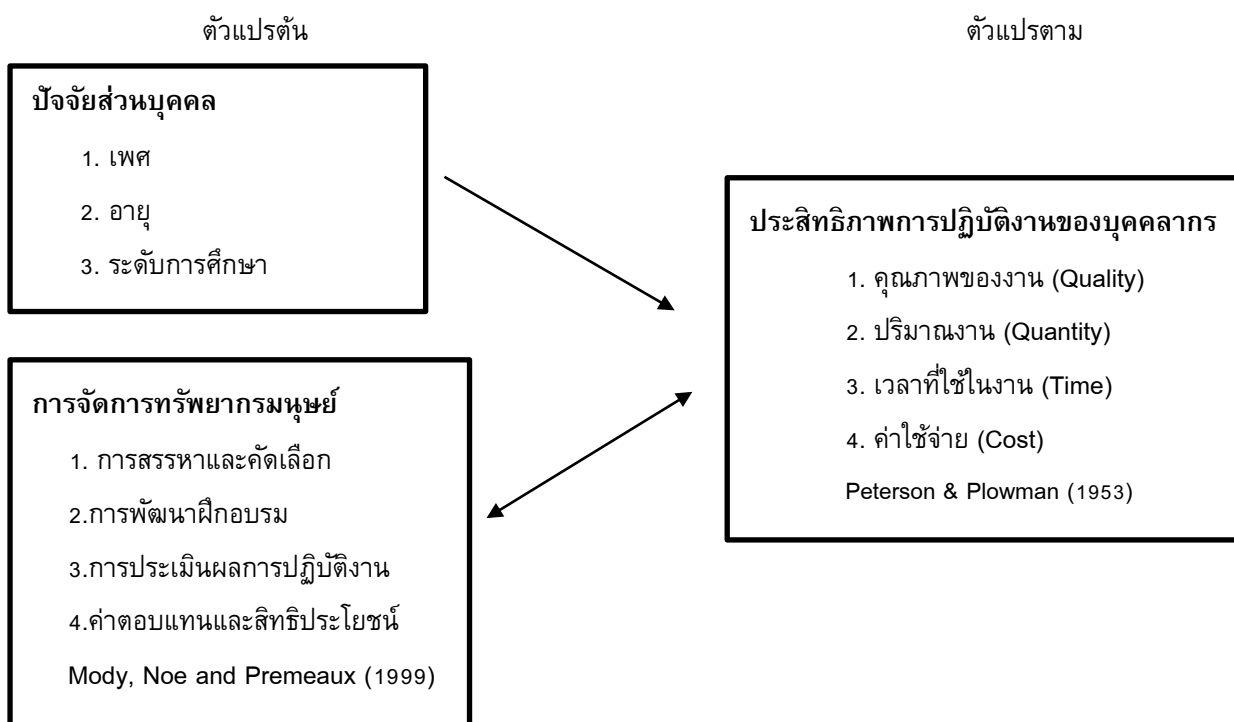 ตัวแปรต้น
ตัวแปรตาม
ปัจจัยส่วนบุคคล
1. เพศ
2. อายุ
3. ระดับการศึกษา
การจัดการทรัพยากรมนุษย์
1. การสรรหาและคัดเลือก
2.การพัฒนาฝึกอบรม
3.การประเมินผลการปฏิบัติงาน
4.ค่าตอบแทนและสิทธิประโยชน์
Mody, Noe and Premeaux (1999)
ประสิทธิภาพการปฏิบัติงานของบุคคลากร
1. คุณภาพของงาน (Quality)
2. ปริมาณงาน (Quantity)
3. เวลาที่ใช้ในงาน (Time)
4. ค่าใช้จ่าย (Cost)
Peterson & Plowman (1953)